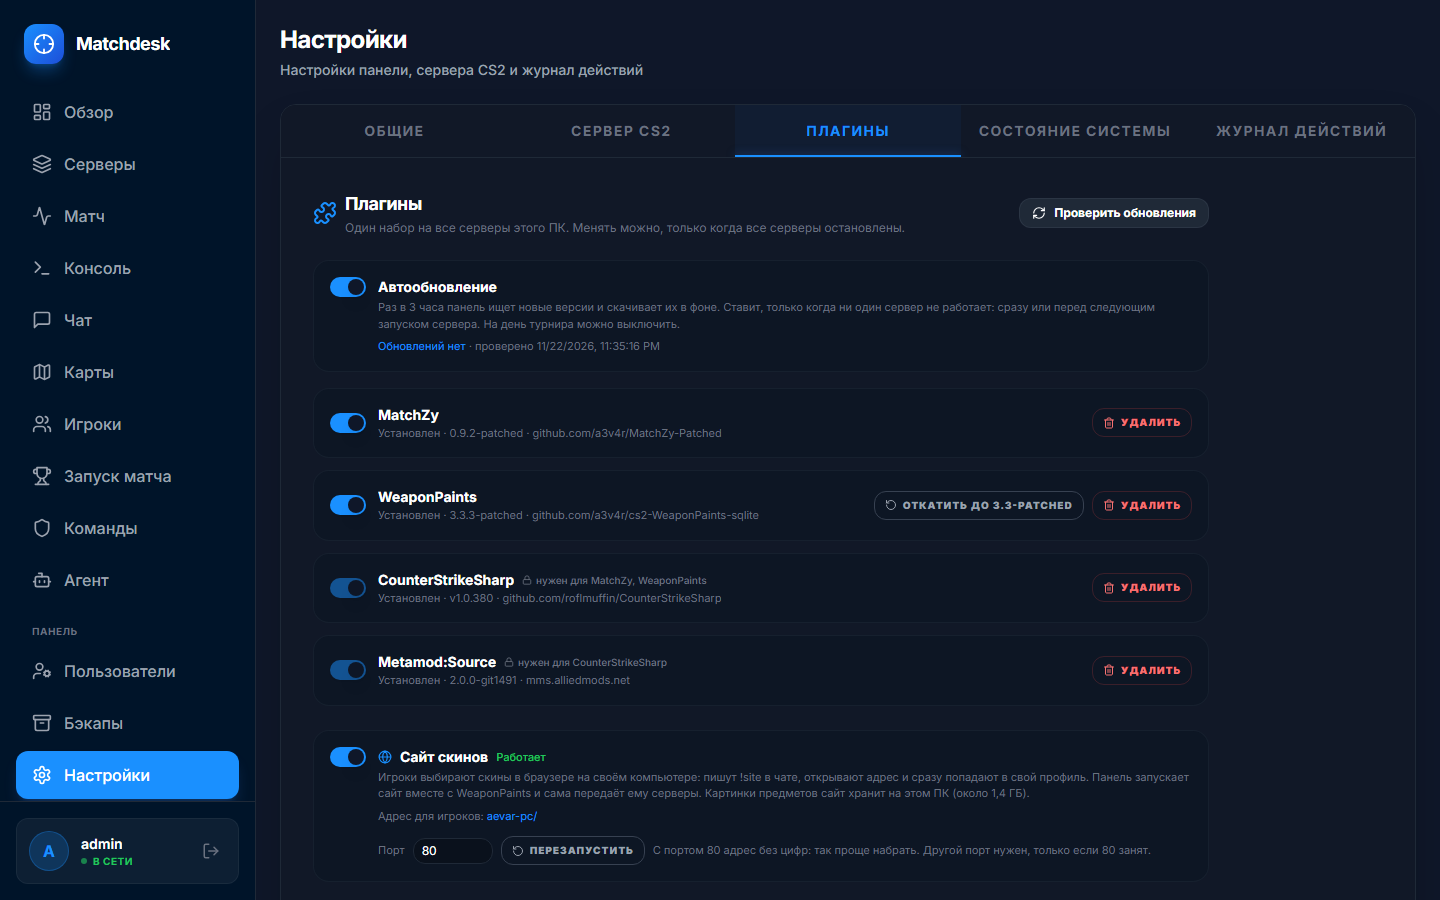 Matchdesk
Обзор
Серверы
Матч
Консоль
Чат
Карты
Игроки
Запуск матча
Команды
Агент
ПАНЕЛЬ
Пользователи
Бэкапы
Настройки
A
admin
В СЕТИ
Настройки
Настройки панели, сервера CS2 и журнал действий
ОБЩИЕ
СЕРВЕР CS2
ПЛАГИНЫ
СОСТОЯНИЕ СИСТЕМЫ
ЖУРНАЛ ДЕЙСТВИЙ
Плагины
Один набор на все серверы этого ПК. Менять можно, только когда все серверы остановлены.
Проверить обновления
Автообновление
Раз в 3 часа панель ищет новые версии и скачивает их в фоне. Ставит, только когда ни один сервер не работает: сразу или перед следующим
запуском сервера. На день турнира можно выключить.
Обновлений нет · проверено 11/22/2026, 11:35:16 PM
MatchZy
Установлен · 0.9.2-patched · github.com/a3v4r/MatchZy-Patched
УДАЛИТЬ
WeaponPaints
Установлен · 3.3.3-patched · github.com/a3v4r/cs2-WeaponPaints-sqlite
ОТКАТИТЬ ДО 3.3-PATCHED
УДАЛИТЬ
CounterStrikeSharp нужен для MatchZy, WeaponPaints
Установлен · v1.0.380 · github.com/roflmuffin/CounterStrikeSharp
УДАЛИТЬ
Metamod:Source нужен для CounterStrikeSharp
Установлен · 2.0.0-git1491 · mms.alliedmods.net
УДАЛИТЬ
Сайт скинов Работает
Игроки выбирают скины в браузере на своём компьютере: пишут !site в чате, открывают адрес и сразу попадают в свой профиль. Панель запускает
сайт вместе с WeaponPaints и сама передаёт ему серверы. Картинки предметов сайт хранит на этом ПК (около 1,4 ГБ).
Адрес для игроков: aevar-pc/
Порт 80 ПЕРЕЗАПУСТИТЬ С портом 80 адрес без цифр: так проще набрать. Другой порт нужен, только если 80 занят.